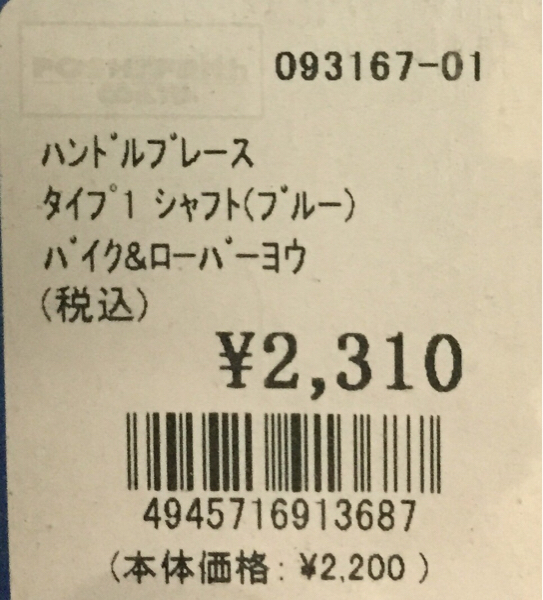 093167-01
ﾊﾝﾄﾞﾙﾌﾞﾚｰｽ
ﾀｲﾌﾟ1 ｼｬﾌﾄ(ﾌﾞﾙｰ)
ﾊﾞｲｸ&ﾛｰﾊﾞｰﾖｳ
(税込)
¥2,310
4945716913687
(本体価格: ¥2,200 )